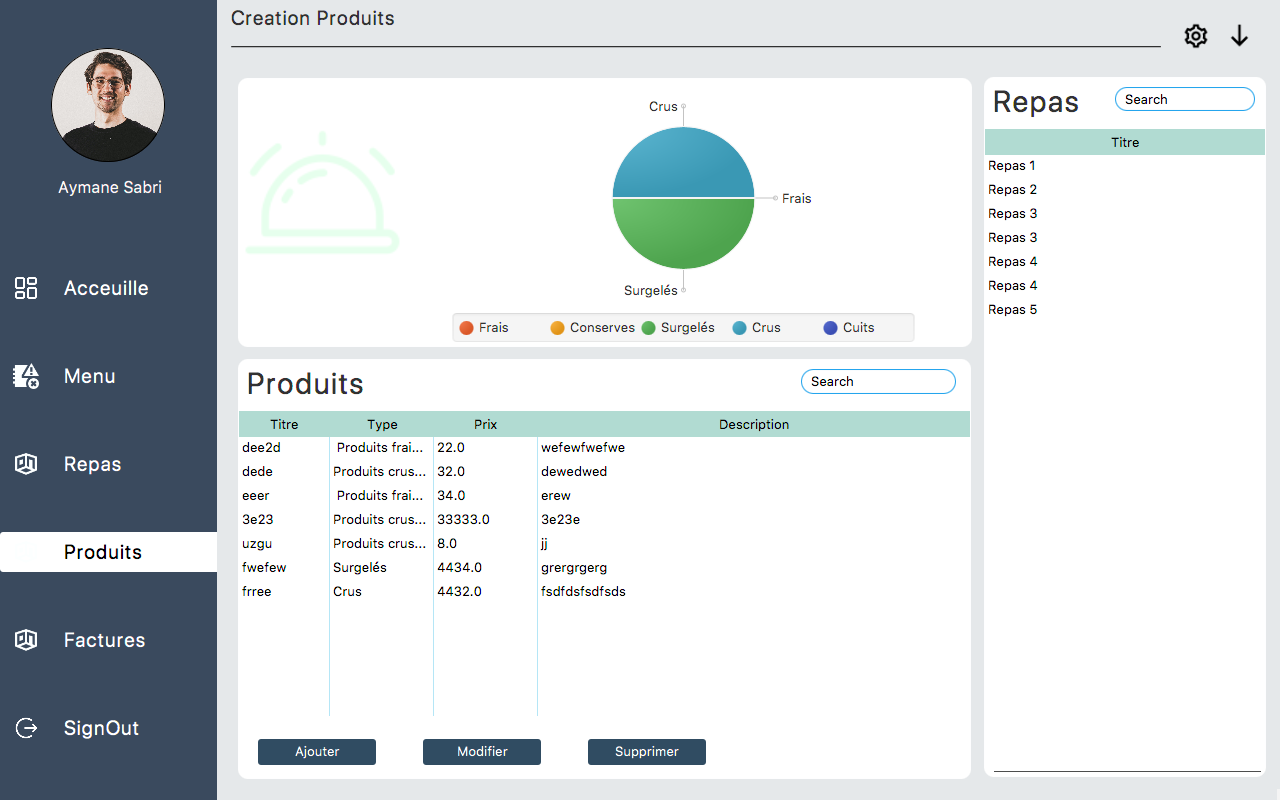 Creation Produits
Aymane Sabri
Acceuille
Menu
Repas
Produits
Factures
SignOut
Crus
Frais
Surgelés
Frais Conserves Surgelés Crus Cuits
Produits
Search
Titre Type Prix Description
dee2d Produits frai... 22.0 wefewfwefwe
dede Produits crus... 32.0 dewedwed
eeer Produits frai... 34.0 erew
3e23 Produits crus... 33333.0 3e23e
uzgu Produits crus... 8.0 jj
fwefew Surgelés 4434.0 grergrgerg
frree Crus 4432.0 fsdfdsfsdfsds
Ajouter Modifier Supprimer
Repas
Search
Titre
Repas 1
Repas 2
Repas 3
Repas 3
Repas 4
Repas 4
Repas 5